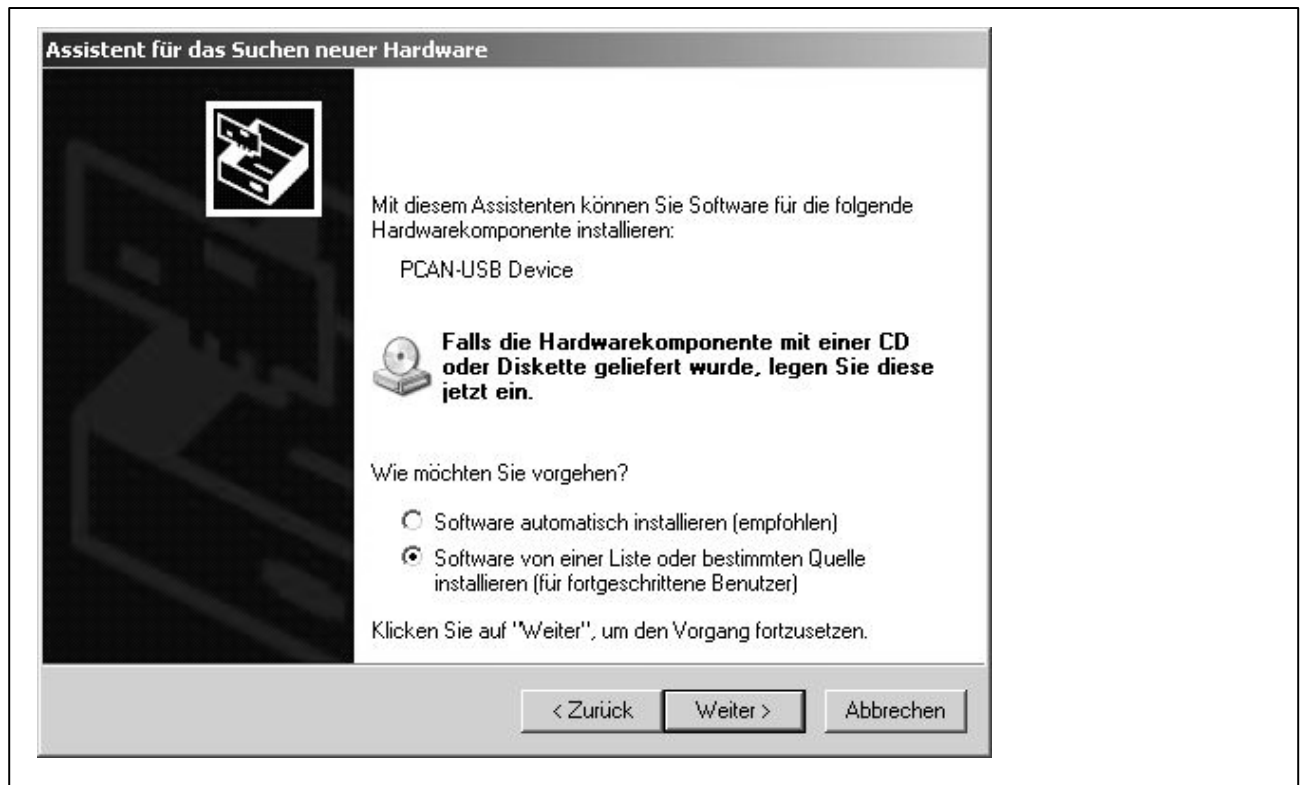 Assistent für das Suchen neuer Hardware
Mit diesem Assistenten können Sie Software für die folgende
Hardwarekomponente installieren:
PCAN-USB Device
Falls die Hardwarekomponente mit einer CD
oder Diskette geliefert wurde, legen Sie diese
jetzt ein.
Wie möchten Sie vorgehen?
Software automatisch installieren (empfohlen)
Software von einer Liste oder bestimmten Quelle
installieren (für fortgeschrittene Benutzer)
Klicken Sie auf "Weiter", um den Vorgang fortzusetzen.
< Zurück Weiter > Abbrechen